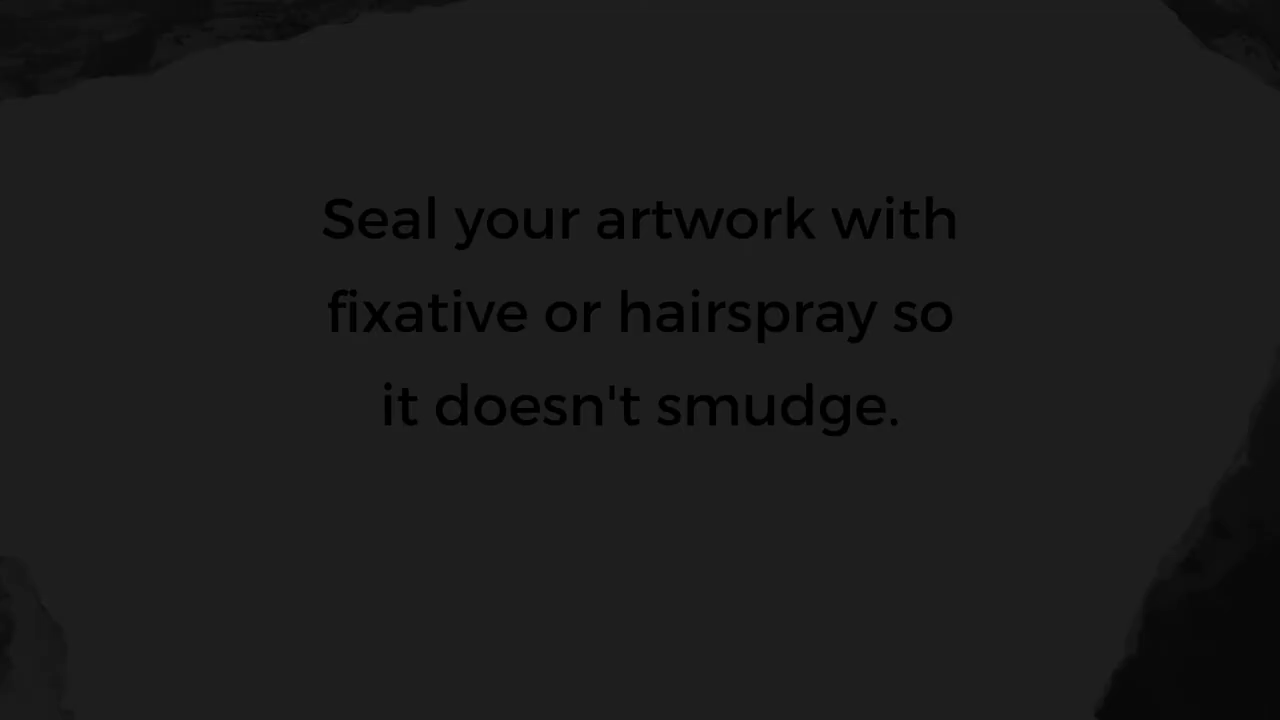 Seal your artwork with
fixative or hairspray so
it doesn't smudge.